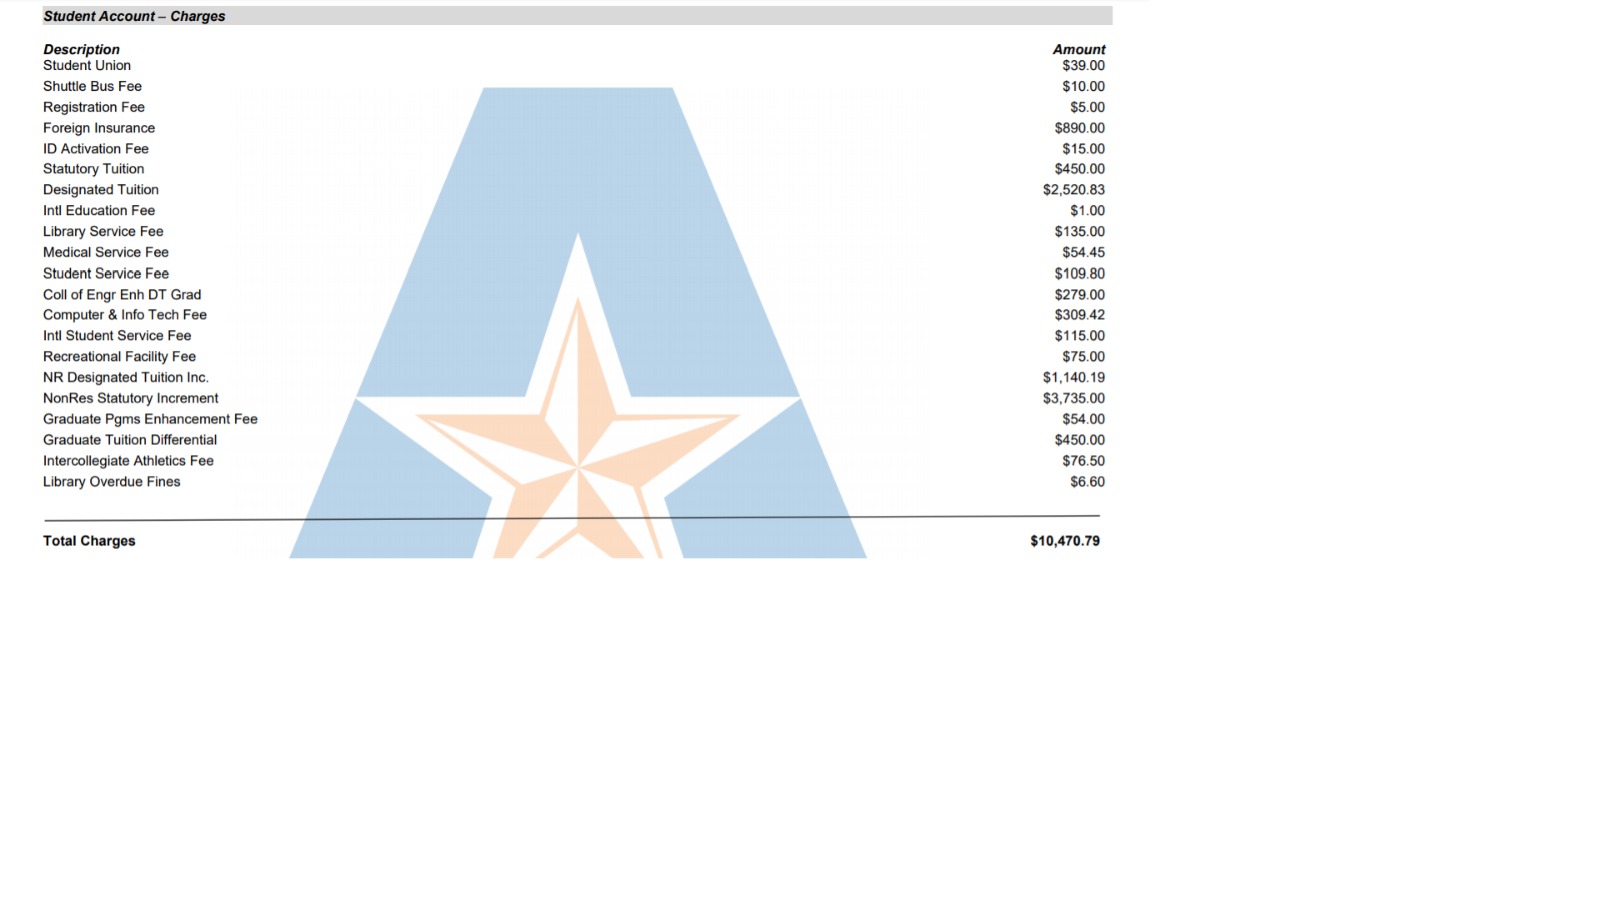 Student Account – Charges
Description Amount
Student Union $39.00
Shuttle Bus Fee $10.00
Registration Fee $5.00
Foreign Insurance $890.00
ID Activation Fee $15.00
Statutory Tuition $450.00
Designated Tuition $2,520.83
Intl Education Fee $1.00
Library Service Fee $135.00
Medical Service Fee $54.45
Student Service Fee $109.80
Coll of Engr Enh DT Grad $279.00
Computer & Info Tech Fee $309.42
Intl Student Service Fee $115.00
Recreational Facility Fee $75.00
NR Designated Tuition Inc. $1,140.19
NonRes Statutory Increment $3,735.00
Graduate Pgms Enhancement Fee $54.00
Graduate Tuition Differential $450.00
Intercollegiate Athletics Fee $76.50
Library Overdue Fines $6.60
Total Charges $10,470.79